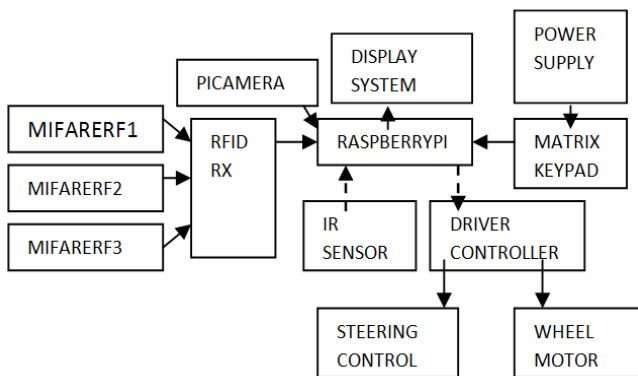 POWER
SUPPLY
DISPLAY
SYSTEM
PICAMERA
MIFARERF1
RFID
RX
RASPBERRYPI
MATRIX
KEYPAD
MIFARERF2
MIFARERF3
IR
SENSOR
DRIVER
CONTROLLER
STEERING
CONTROL
WHEEL
MOTOR